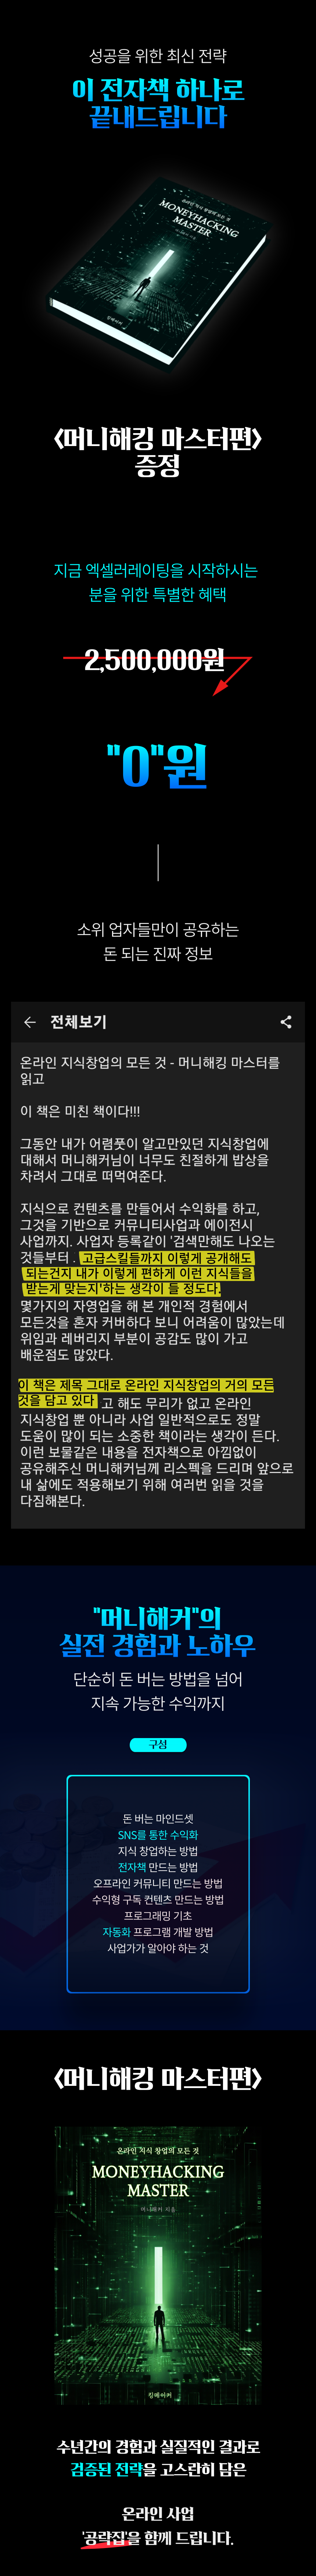 성공을 위한 최신 전략
이 전자책 하나로
끝내드립니다
온라인 지식 창업의 모든 것
MONEYHACKING
MASTER
킹메이커
<머니해킹 마스터편>
증정
지금 엑셀러레이팅을 시작하시는
분을 위한 특별한 혜택
2,500,000원
"0"원
소위 업자들만이 공유하는
돈 되는 진짜 정보
전체보기
온라인 지식창업의 모든 것 - 머니해킹 마스터를
읽고
이 책은 미친 책이다!!!
그동안 내가 어렴풋이 알고만있던 지식창업에
대해서 머니해커님이 너무도 친절하게 밥상을
차려서 그대로 떠먹여준다.
지식으로 컨텐츠를 만들어서 수익화를 하고,
그것을 기반으로 커뮤니티사업과 에이전시
사업까지. 사업자 등록같이 '검색만해도 나오는
것들부터 . 고급스킬들까지 이렇게 공개해도
되는건지 내가 이렇게 편하게 이런 지식들을
'받는게 맞는지'하는 생각이 들 정도다.
몇가지의 자영업을 해 본 개인적 경험에서
모든것을 혼자 커버하다 보니 어려움이 많았는데
위임과 레버리지 부분이 공감도 많이 가고
배운점도 많았다.
이 책은 제목 그대로 온라인 지식창업의 거의 모든
것을 담고 있다 고 해도 무리가 없고 온라인
지식창업 뿐 아니라 사업 일반적으로도 정말
도움이 많이 되는 소중한 책이라는 생각이 든다.
이런 보물같은 내용을 전자책으로 아낌없이
공유해주신 머니해커님께 리스펙을 드리며 앞으로
내 삶에도 적용해보기 위해 여러번 읽을 것을
다짐해본다.
"머니해커"의
실전 경험과 노하우
단순히 돈 버는 방법을 넘어
지속 가능한 수익까지
구성
돈 버는 마인드셋
SNS를 통한 수익화
지식 창업하는 방법
전자책 만드는 방법
오프라인 커뮤니티 만드는 방법
수익형 구독 컨텐츠 만드는 방법
프로그래밍 기초
자동화 프로그램 개발 방법
사업가가 알아야 하는 것
<머니해킹 마스터편>
온라인 지식 창업의 모든 것
MONEYHACKING
MASTER
머니해커 지음
킹메이커
수년간의 경험과 실질적인 결과로
검증된 전략을 고스란히 담은
온라인 사업
'공략집'을 함께 드립니다.